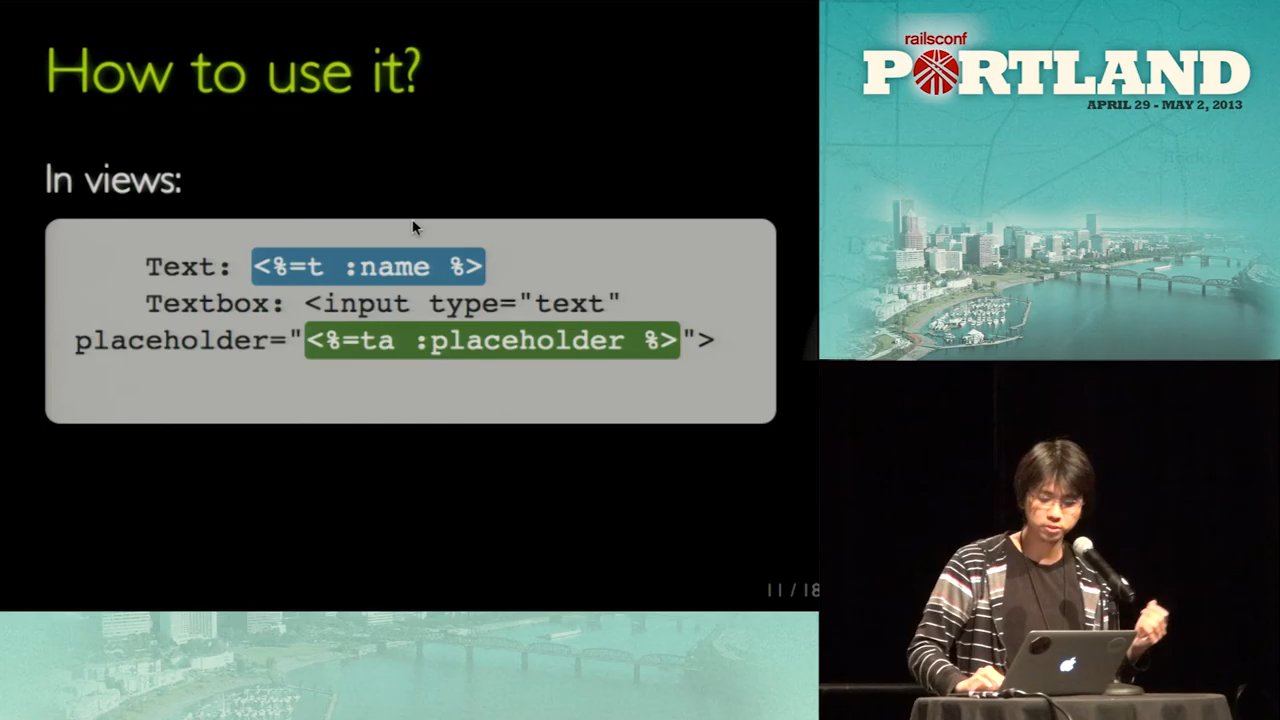 How to use it?
In views:
Text: <%=t :name %>
Textbox: <input type="text"
placeholder="<%=ta :placeholder %>">
11 / 18
railsconf
PORTLAND
APRIL 29 - MAY 2, 2013